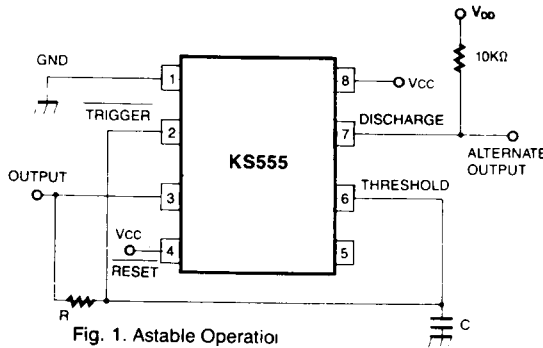 VDD
10KΩ
GND
1
8
VCC
TRIGGER
2
DISCHARGE
7
ALTERNATE
OUTPUT
KS555
OUTPUT
3
THRESHOLD
6
VCC
4
RESET
5
R
C
Fig. 1. Astable Operatioı